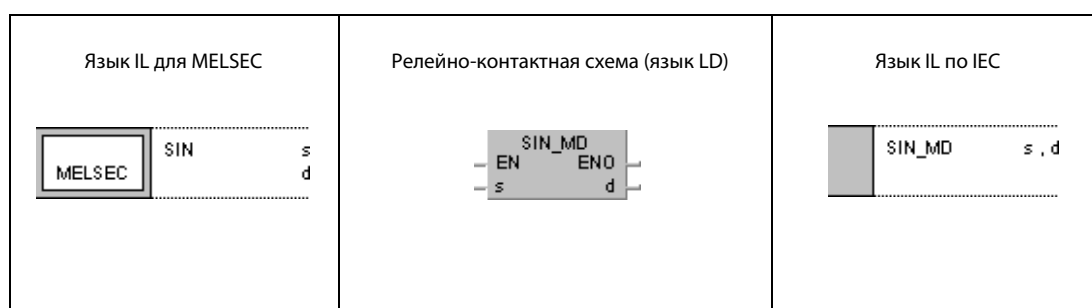 Язык IL для MELSEC
MELSEC
SIN s
d
Релейно-контактная схема (язык LD)
SIN_MD
EN ENO
s d
Язык IL по IEC
SIN_MD s , d